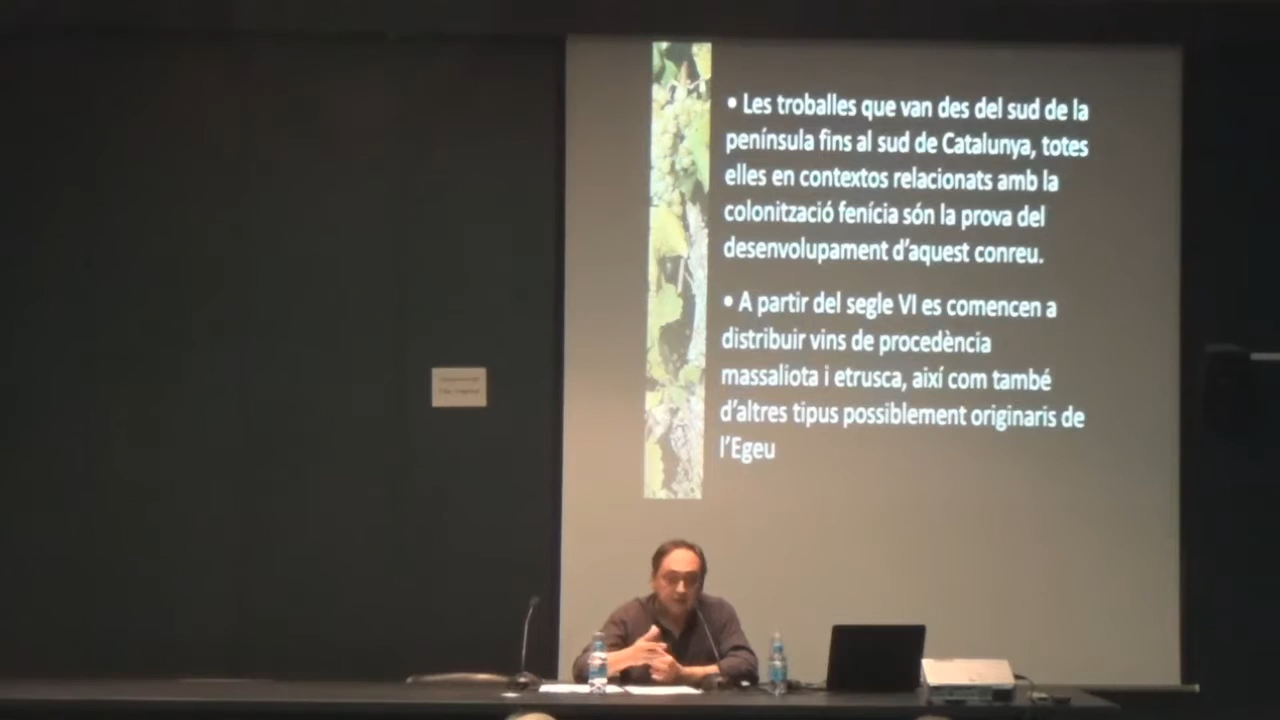 • Les troballes que van des del sud de la
península fins al sud de Catalunya, totes
elles en contextos relacionats amb la
colonització fenícia són la prova del
desenvolupament d'aquest conreu.
• A partir del segle VI es comencen a
distribuir vins de procedència
massaliota i etrusca, així com també
d'altres tipus possiblement originaris de
l'Egeu